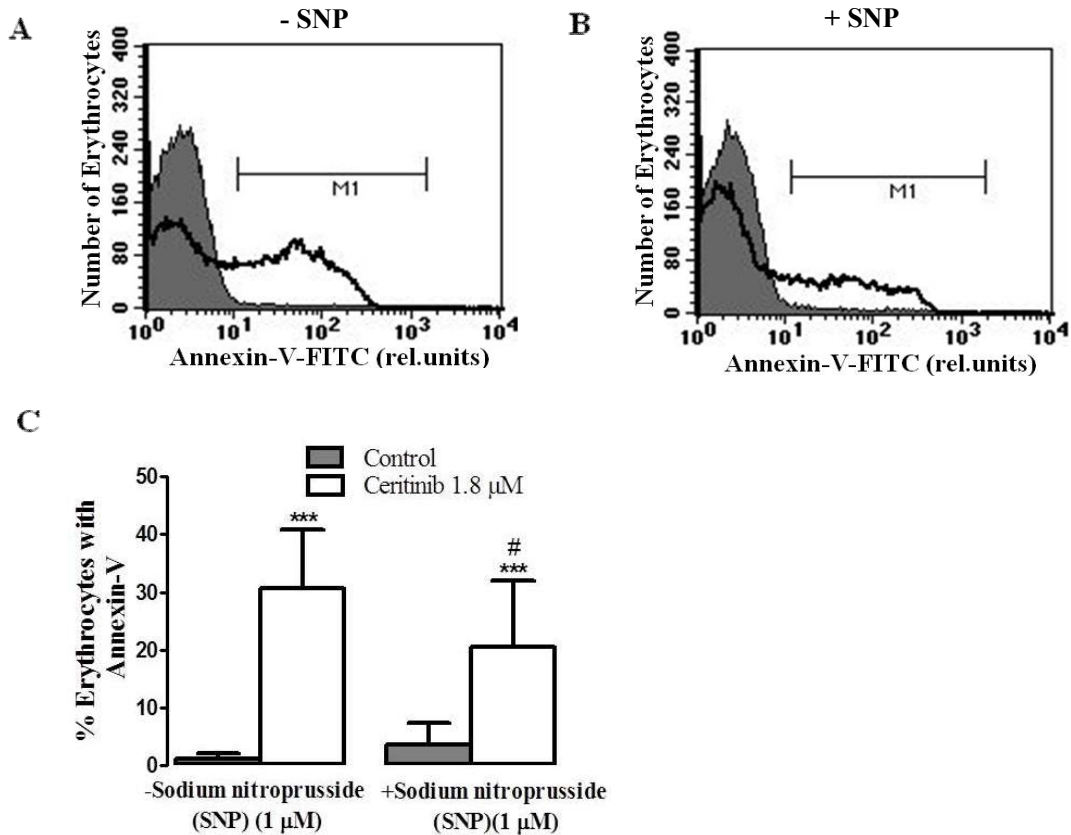 A
- SNP
Number of Erythrocytes
400
320
240
160
80
0
M1
10⁰ 10¹ 10² 10³ 10⁴
Annexin-V-FITC (rel.units)
B
+ SNP
Number of Erythrocytes
400
320
240
160
80
0
M1
10⁰ 10¹ 10² 10³ 10⁴
Annexin-V-FITC (rel.units)
C
Control
Ceritinib 1.8 µM
% Erythrocytes with
Annexin-V
50
40
30
20
10
0
***
#
***
-Sodium nitroprusside
(SNP) (1 µM)
+Sodium nitroprusside
(SNP)(1 µM)